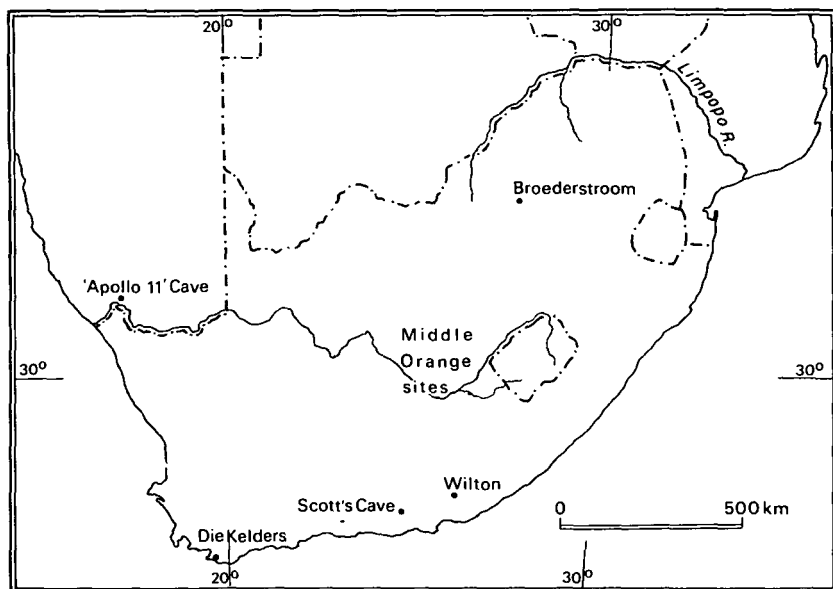 20°
30°
Limpopo R.
Broederstroom
'Apollo 11' Cave
Middle
Orange
sites
30°
30°
Wilton
Scott's Cave
0 500 km
Die Kelders
20°
30°